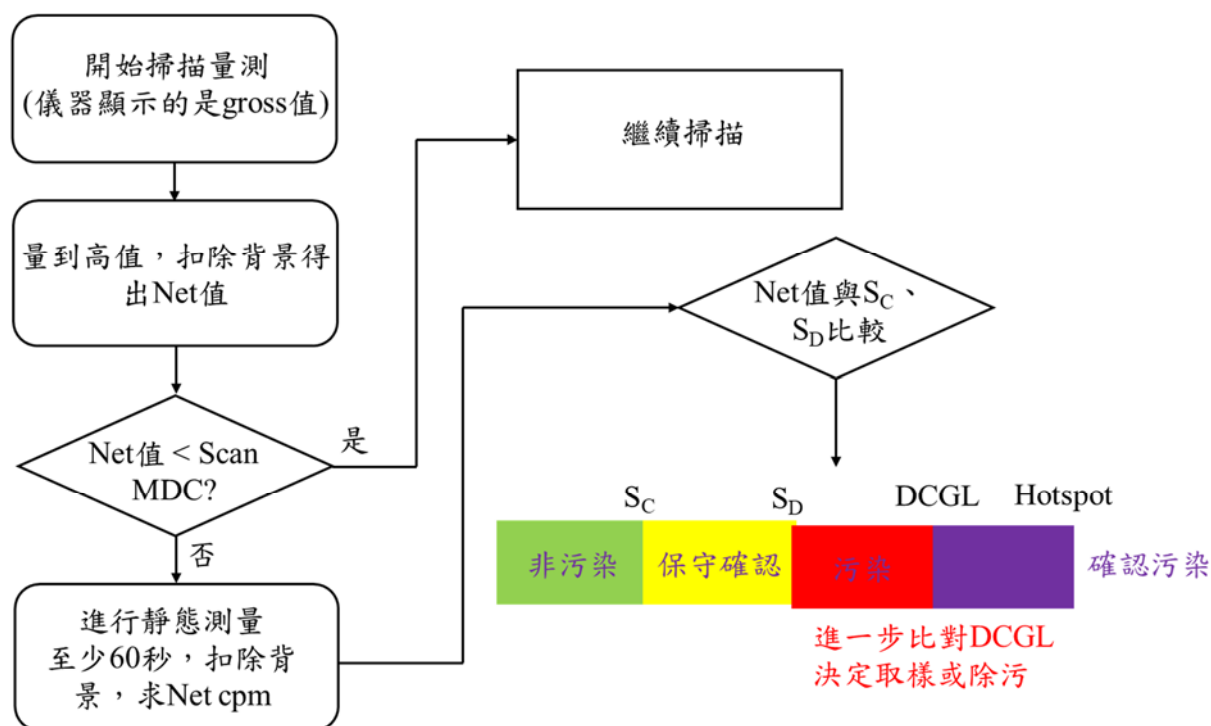 開始掃描量測
(儀器顯示的是gross值)
量到高值，扣除背景得
出Net值
Net值 < Scan
MDC?
是
否
進行靜態測量
至少60秒，扣除背
景，求Net cpm
繼續掃描
Net值與SC、
SD比較
SC
SD
DCGL
Hotspot
非污染
保守確認
污染
確認污染
進一步比對DCGL
決定取樣或除污